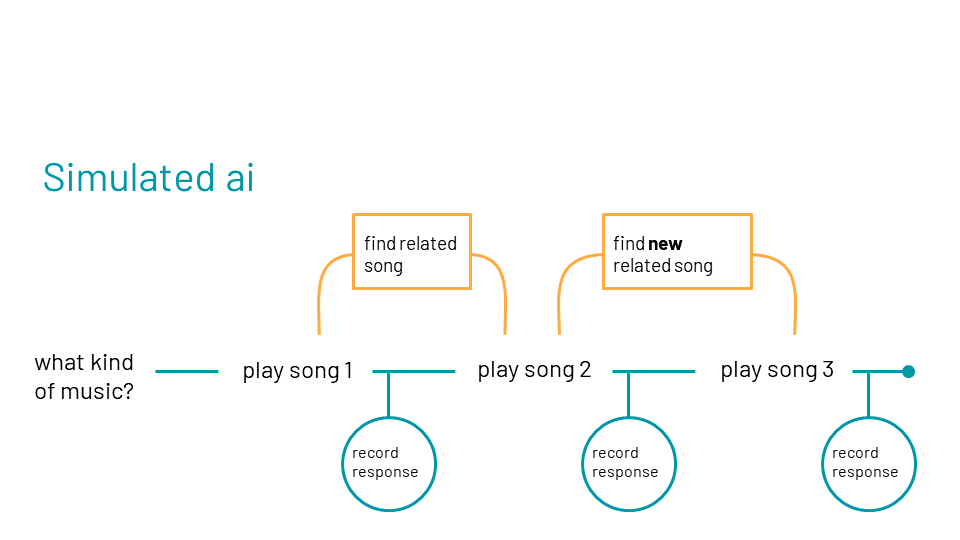 Simulated ai
find related
song
find new
related song
what kind
of music?
play song 1
play song 2
play song 3
record
response
record
response
record
response